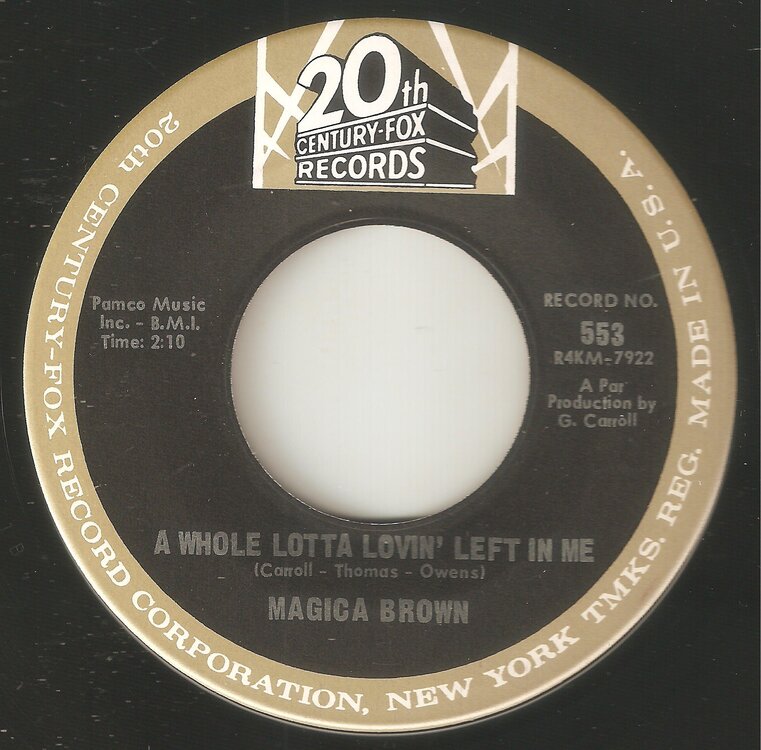 20th
CENTURY-FOX
RECORDS
Pamco Music
Inc. - B.M.I.
Time: 2:10
RECORD NO.
553
R4KM-7922
A Par
Production by
G. Carroll
A WHOLE LOTTA LOVIN' LEFT IN ME
(Carroll - Thomas - Owens)
MAGICA BROWN
20th CENTURY-FOX RECORD CORPORATION, NEW YORK TMKS. REG. MADE IN U.S.A.